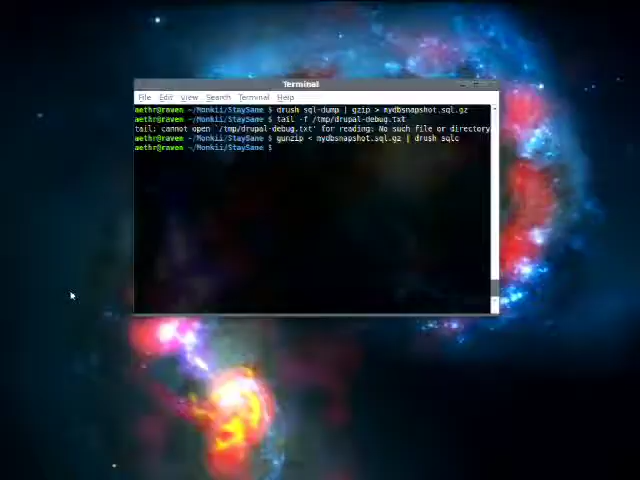 Terminal
File Edit View Search Terminal Help
aethr@raven ~/Monkii/StaySane $ drush sql-dump | gzip > mydbsnapshot.sql.gz
aethr@raven ~/Monkii/StaySane $ tail -f /tmp/drupal-debug.txt
tail: cannot open `/tmp/drupal-debug.txt' for reading: No such file or directory
aethr@raven ~/Monkii/StaySane $ gunzip < mydbsnapshot.sql.gz | drush sqlc
aethr@raven ~/Monkii/StaySane $